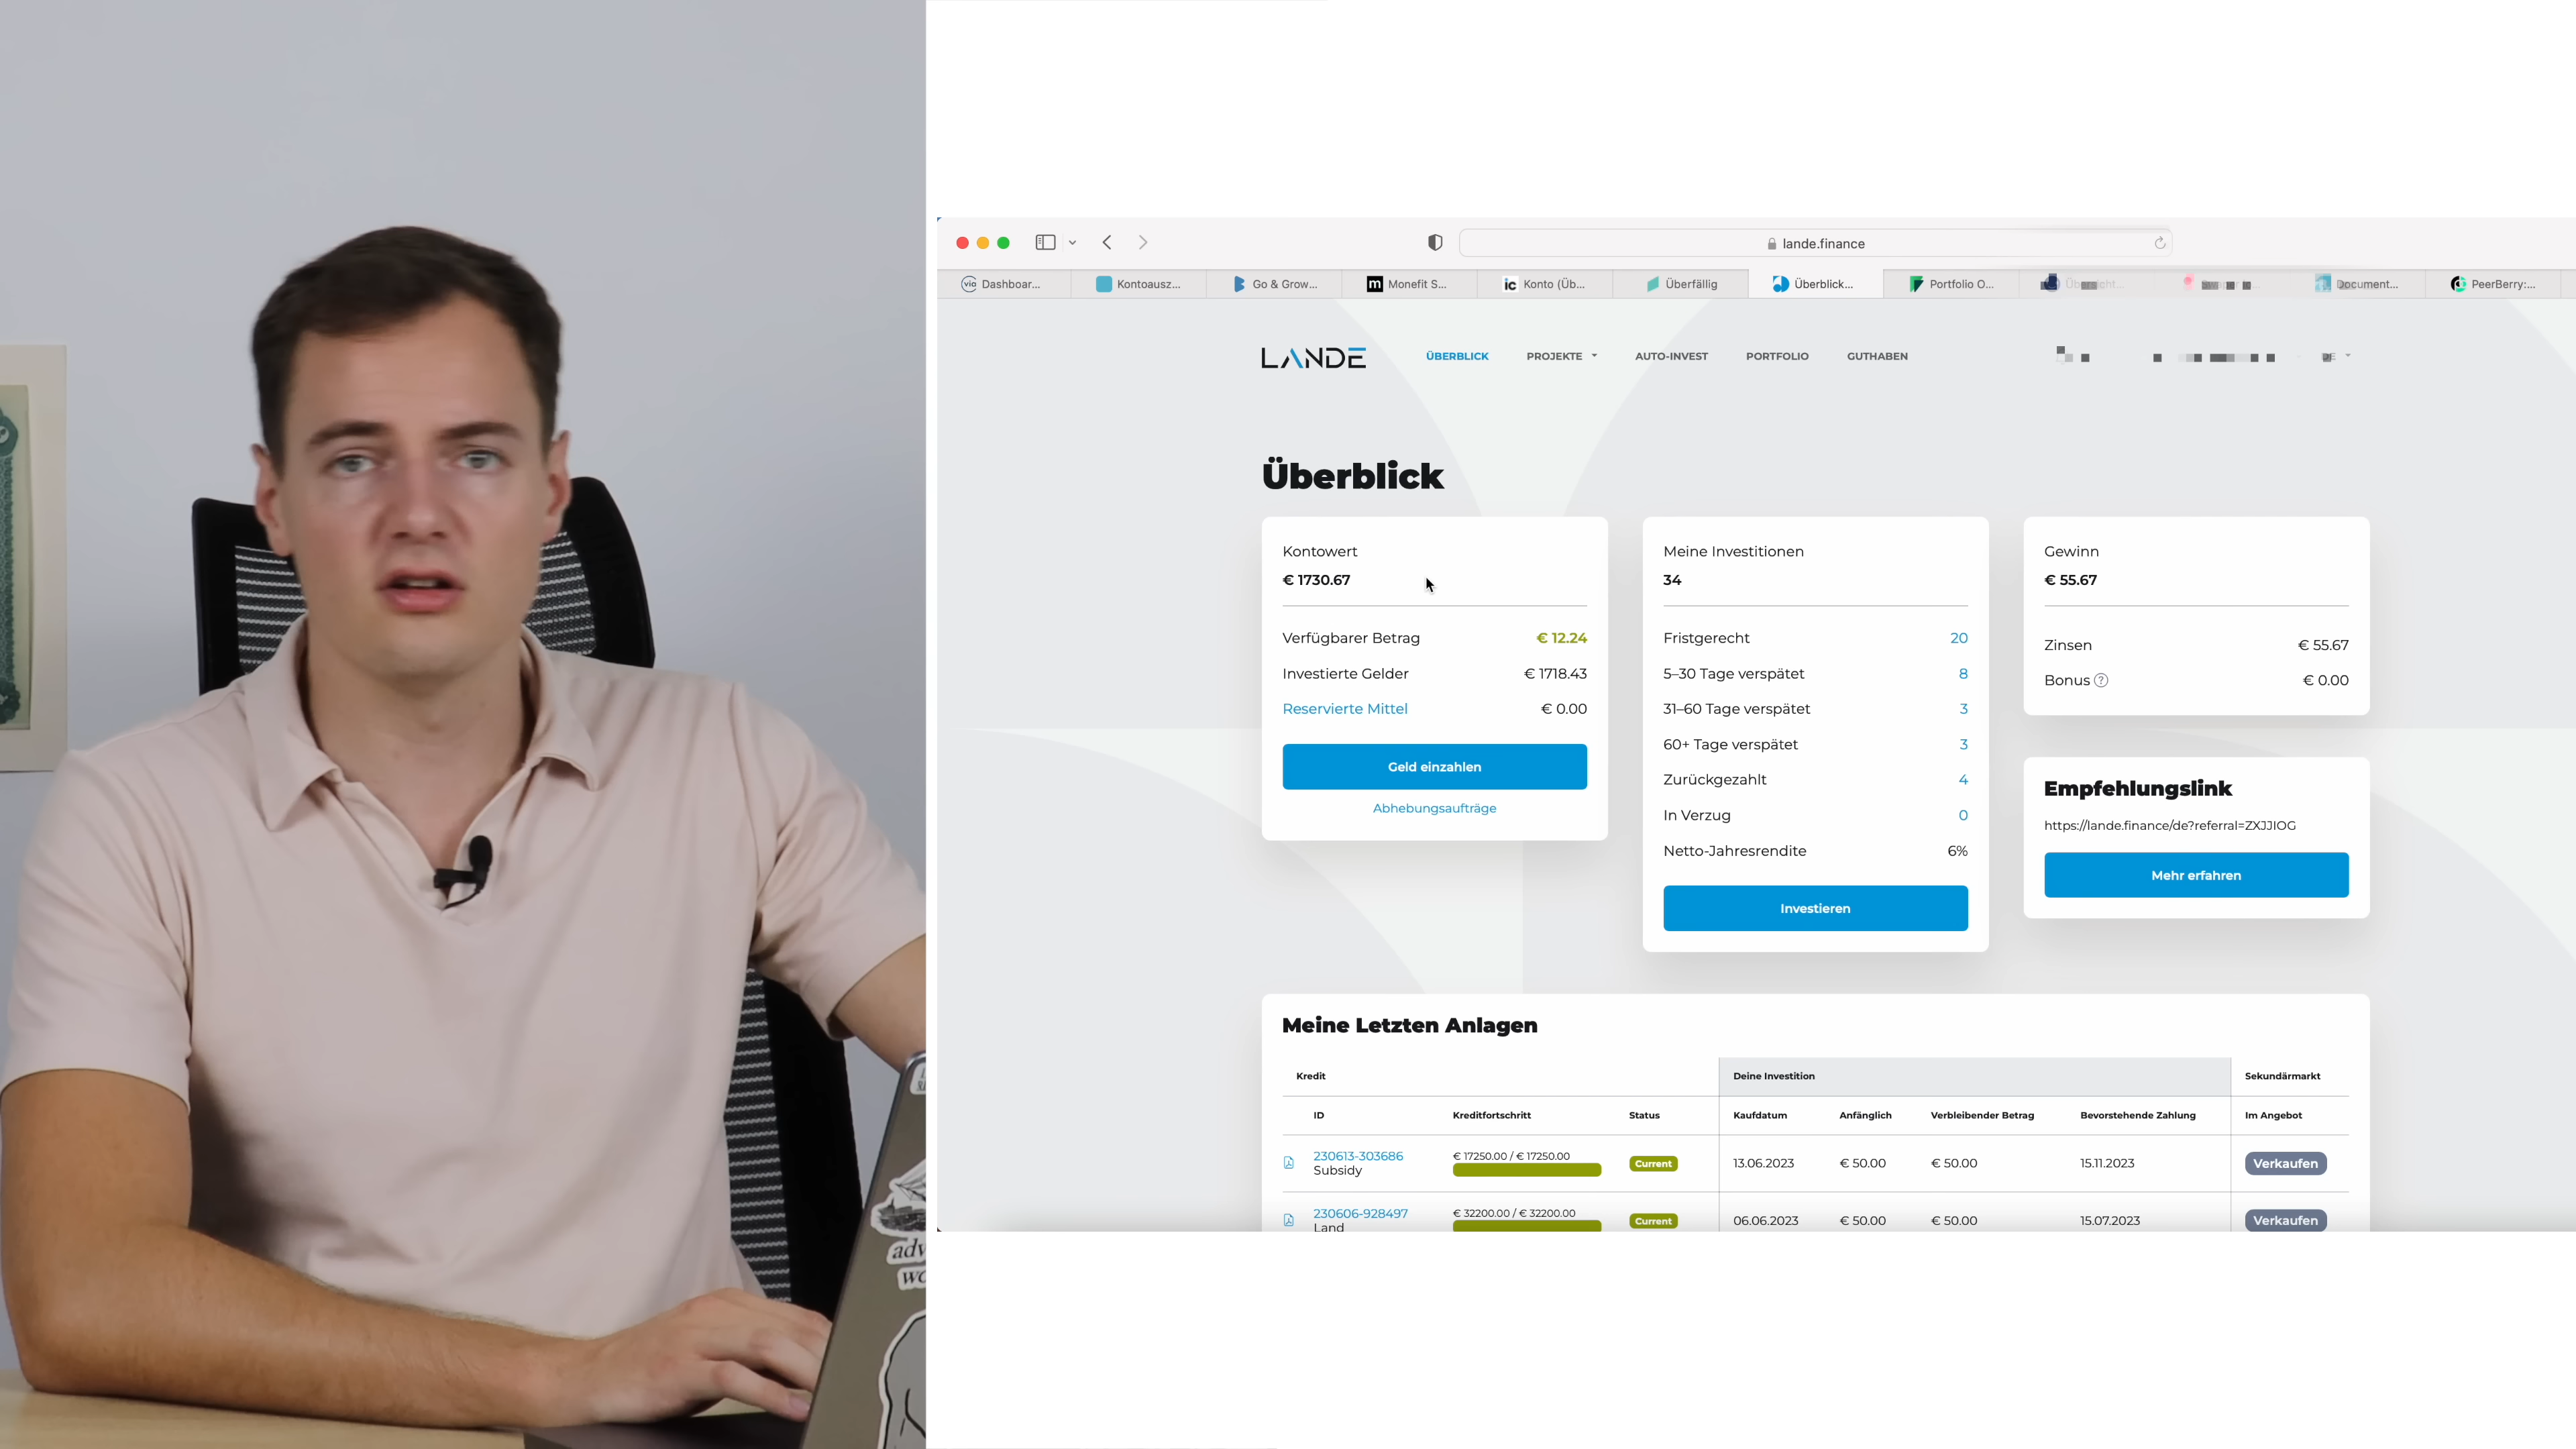 lande.finance
Dashboar...
Kontoausz...
Go & Grow...
Monefit S...
Konto (Üb...
Überfällig
Überblick...
Portfolio O...
Document...
PeerBerry:...
LANDE
ÜBERBLICK
PROJEKTE
AUTO-INVEST
PORTFOLIO
GUTHABEN
DE
Überblick
Kontowert
€ 1730.67
Verfügbarer Betrag € 12.24
Investierte Gelder € 1718.43
Reservierte Mittel € 0.00
Geld einzahlen
Abhebungsaufträge
Meine Investitionen
34
Fristgerecht 20
5–30 Tage verspätet 8
31–60 Tage verspätet 3
60+ Tage verspätet 3
Zurückgezahlt 4
In Verzug 0
Netto-Jahresrendite 6%
Investieren
Gewinn
€ 55.67
Zinsen € 55.67
Bonus ? € 0.00
Empfehlungslink
https://lande.finance/de?referral=ZXJJIOG
Mehr erfahren
Meine Letzten Anlagen
Kredit Deine Investition Sekundärmarkt
ID Kreditfortschritt Status Kaufdatum Anfänglich Verbleibender Betrag Bevorstehende Zahlung Im Angebot
230613-303686 € 17250.00 / € 17250.00 Current 13.06.2023 € 50.00 € 50.00 15.11.2023 Verkaufen
Subsidy
230606-928497 € 32200.00 / € 32200.00 Current 06.06.2023 € 50.00 € 50.00 15.07.2023 Verkaufen
Land